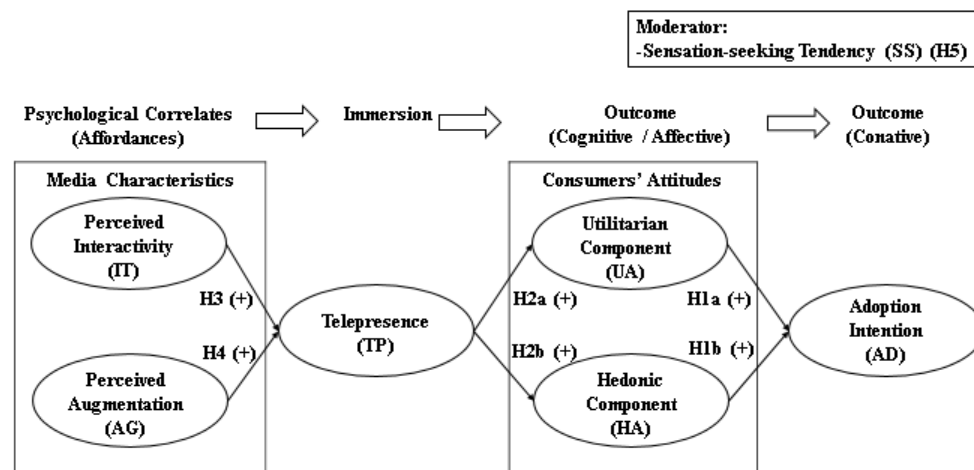 Moderator:
-Sensation-seeking Tendency (SS) (H5)
Psychological Correlates
(Affordances)
Immersion
Outcome
(Cognitive / Affective)
Outcome
(Conative)
Media Characteristics
Consumers' Attitudes
Perceived
Interactivity
(IT)
H3 (+)
H4 (+)
Perceived
Augmentation
(AG)
Telepresence
(TP)
H2a (+)
H2b (+)
Utilitarian
Component
(UA)
Hedonic
Component
(HA)
H1a (+)
H1b (+)
Adoption
Intention
(AD)